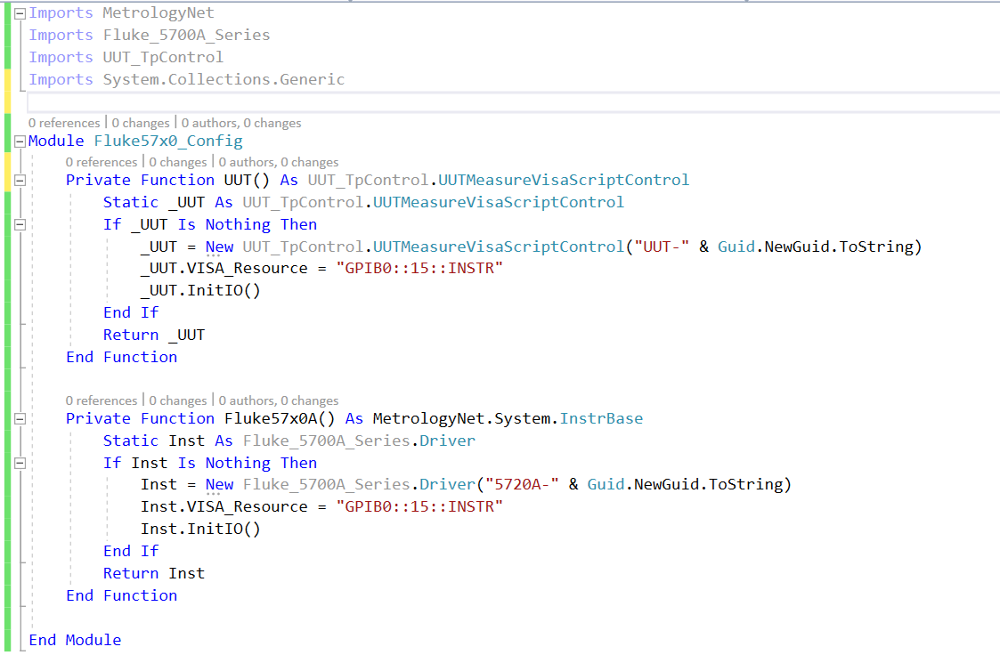 Imports MetrologyNet
Imports Fluke_5700A_Series
Imports UUT_TpControl
Imports System.Collections.Generic
0 references | 0 changes | 0 authors, 0 changes
Module Fluke57x0_Config
0 references | 0 changes | 0 authors, 0 changes
Private Function UUT() As UUT_TpControl.UUTMeasureVisaScriptControl
Static _UUT As UUT_TpControl.UUTMeasureVisaScriptControl
If _UUT Is Nothing Then
_UUT = New UUT_TpControl.UUTMeasureVisaScriptControl("UUT-" & Guid.NewGuid.ToString)
_UUT.VISA_Resource = "GPIB0::15::INSTR"
_UUT.InitIO()
End If
Return _UUT
End Function
0 references | 0 changes | 0 authors, 0 changes
Private Function Fluke57x0A() As MetrologyNet.System.InstrBase
Static Inst As Fluke_5700A_Series.Driver
If Inst Is Nothing Then
Inst = New Fluke_5700A_Series.Driver("5720A-" & Guid.NewGuid.ToString)
Inst.VISA_Resource = "GPIB0::15::INSTR"
Inst.InitIO()
End If
Return Inst
End Function
End Module